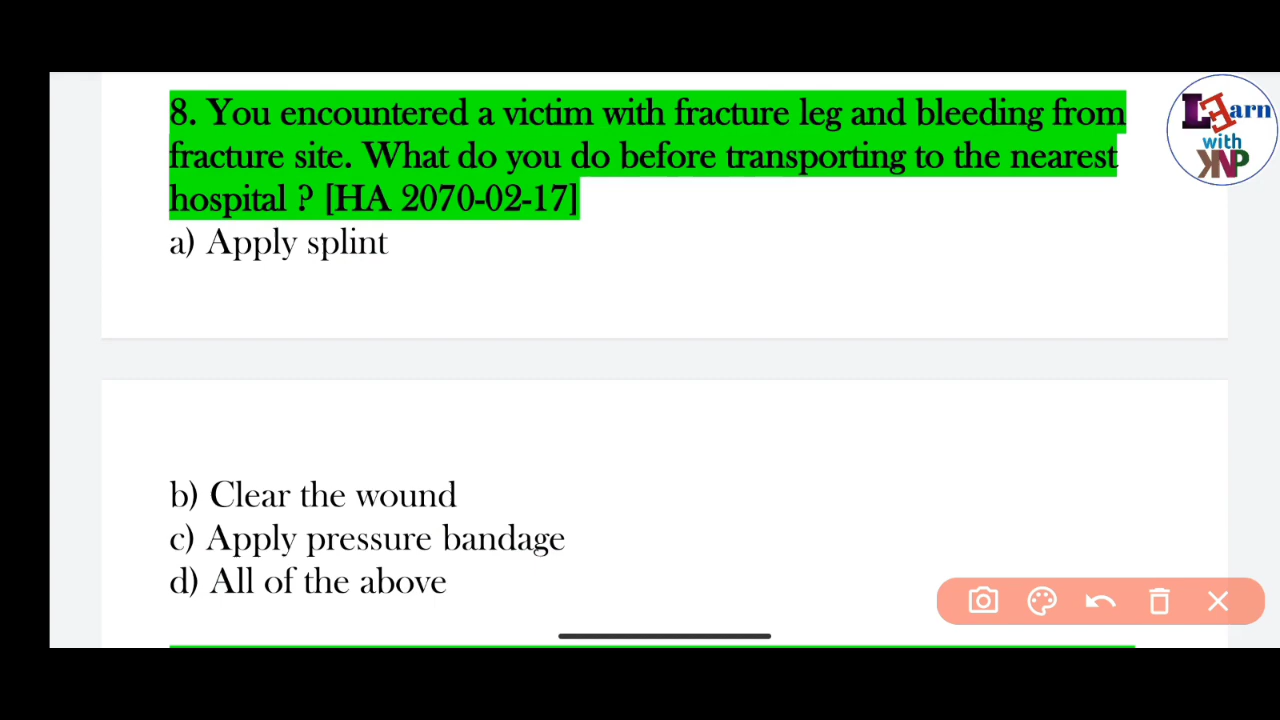 8. You encountered a victim with fracture leg and bleeding from
fracture site. What do you do before transporting to the nearest
hospital ? [HA 2070-02-17]
a) Apply splint
b) Clear the wound
c) Apply pressure bandage
d) All of the above
LEarn
with
KNP